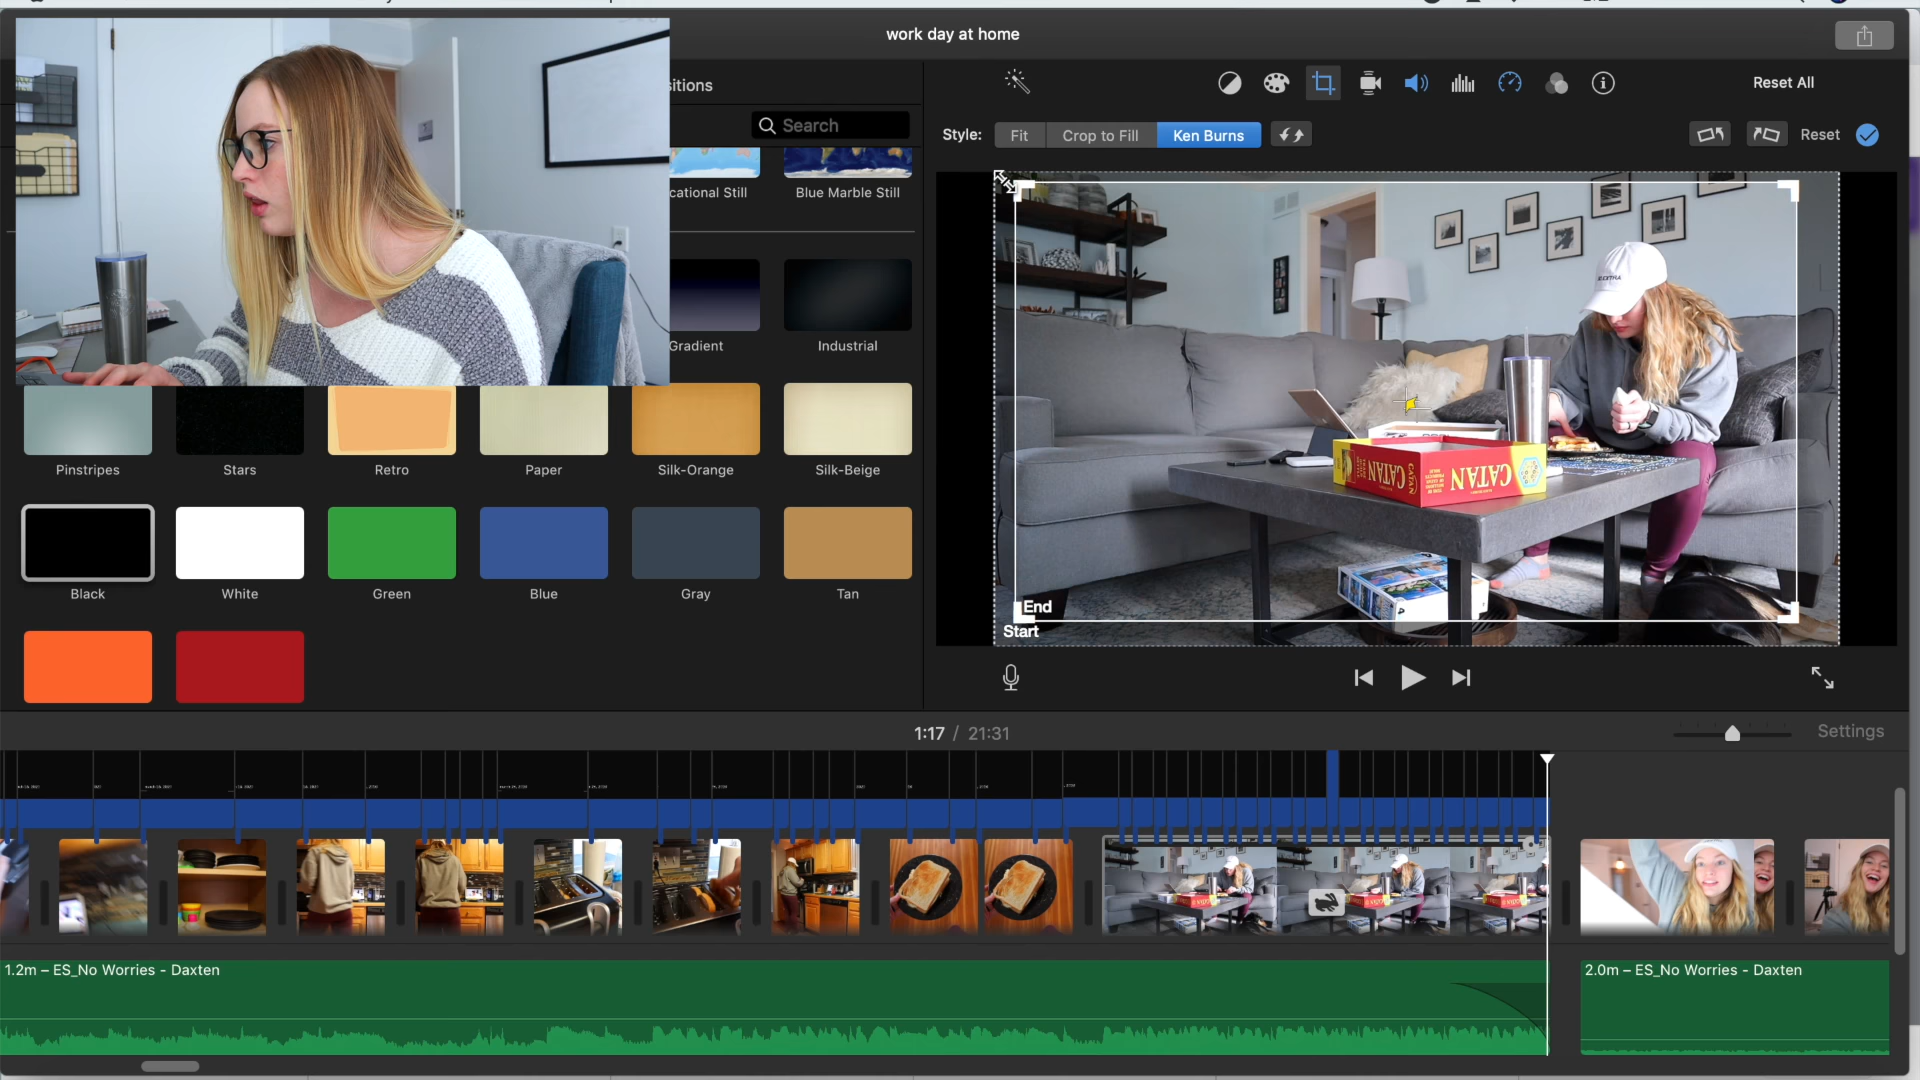 work day at home
itions
Reset All
Search
Style:
Fit
Crop to Fill
Ken Burns
Reset
cational Still
Blue Marble Still
Gradient
Industrial
Pinstripes
Stars
Retro
Paper
Silk-Orange
Silk-Beige
Black
White
Green
Blue
Gray
Tan
CATAN
CATAN
CATAN
End
Start
1:17 / 21:31
Settings
1.2m – ES_No Worries - Daxten
2.0m – ES_No Worries - Daxten